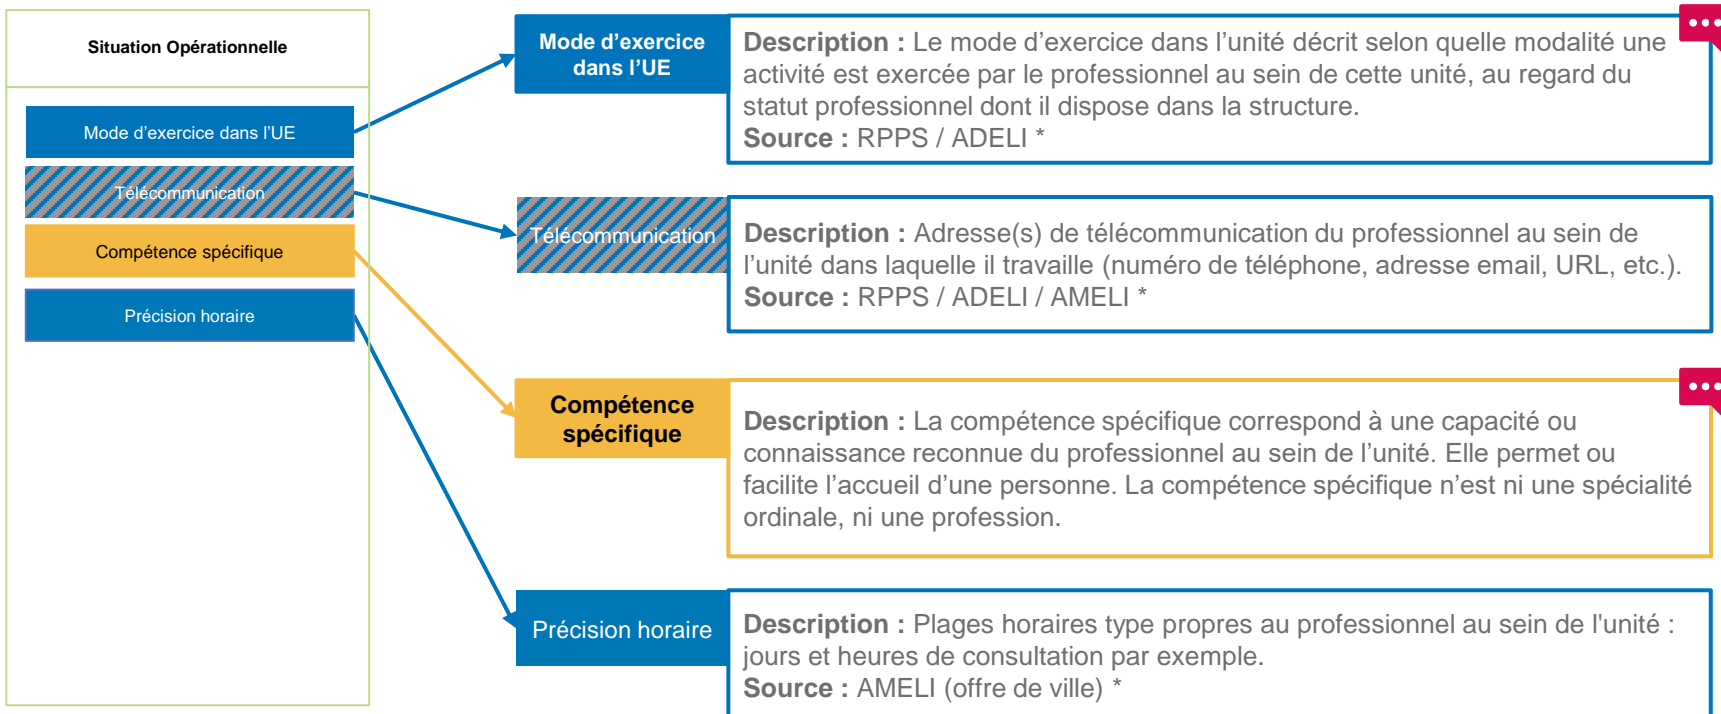 Situation Opérationnelle
Mode d’exercice dans l’UE
Télécommunication
Compétence spécifique
Précision horaire
Mode d’exercice
dans l’UE
Description : Le mode d’exercice dans l’unité décrit selon quelle modalité une
activité est exercée par le professionnel au sein de cette unité, au regard du
statut professionnel dont il dispose dans la structure.
Source : RPPS / ADELI *
Télécommunication
Description : Adresse(s) de télécommunication du professionnel au sein de
l’unité dans laquelle il travaille (numéro de téléphone, adresse email, URL, etc.).
Source : RPPS / ADELI / AMELI *
Compétence
spécifique
Description : La compétence spécifique correspond à une capacité ou
connaissance reconnue du professionnel au sein de l’unité. Elle permet ou
facilite l’accueil d’une personne. La compétence spécifique n’est ni une spécialité
ordinale, ni une profession.
Précision horaire
Description : Plages horaires type propres au professionnel au sein de l'unité :
jours et heures de consultation par exemple.
Source : AMELI (offre de ville) *